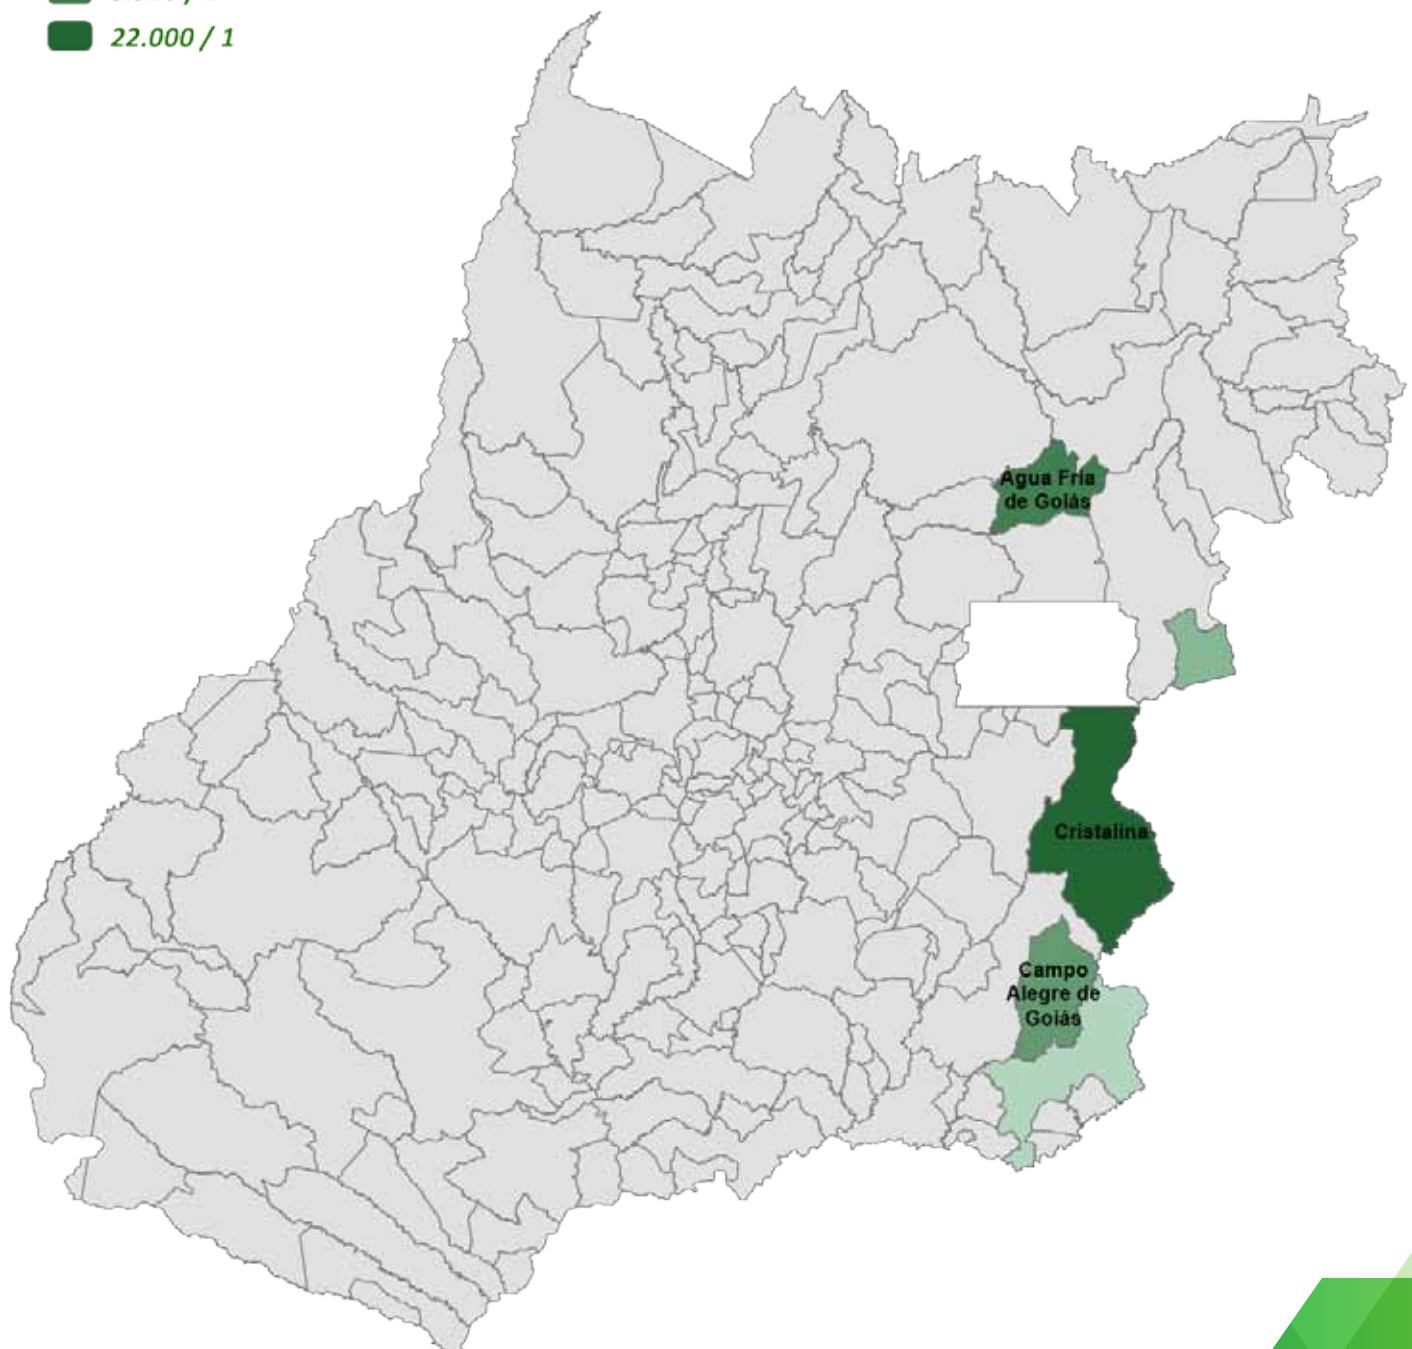 22.000 / 1
Água Fria
de Goiás
Cristalina
Campo
Alegre de
Goiás